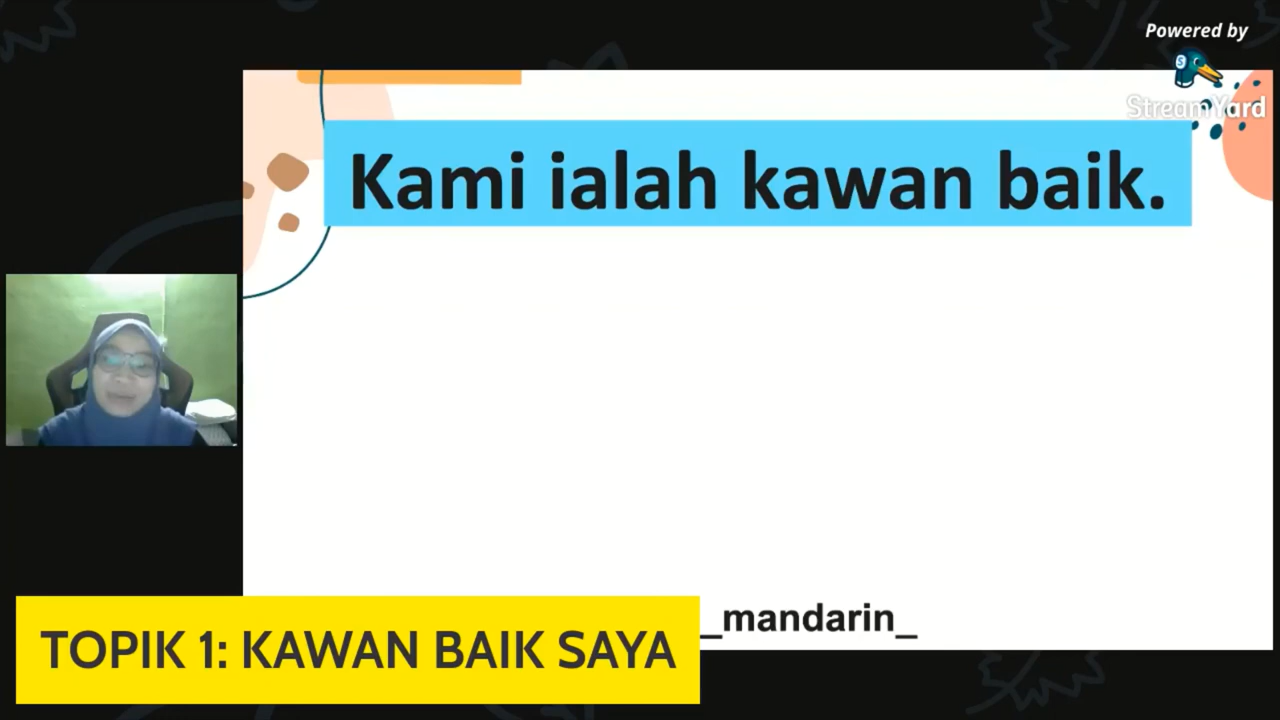 Powered by
StreamYard
Kami ialah kawan baik.
_mandarin_
TOPIK 1: KAWAN BAIK SAYA